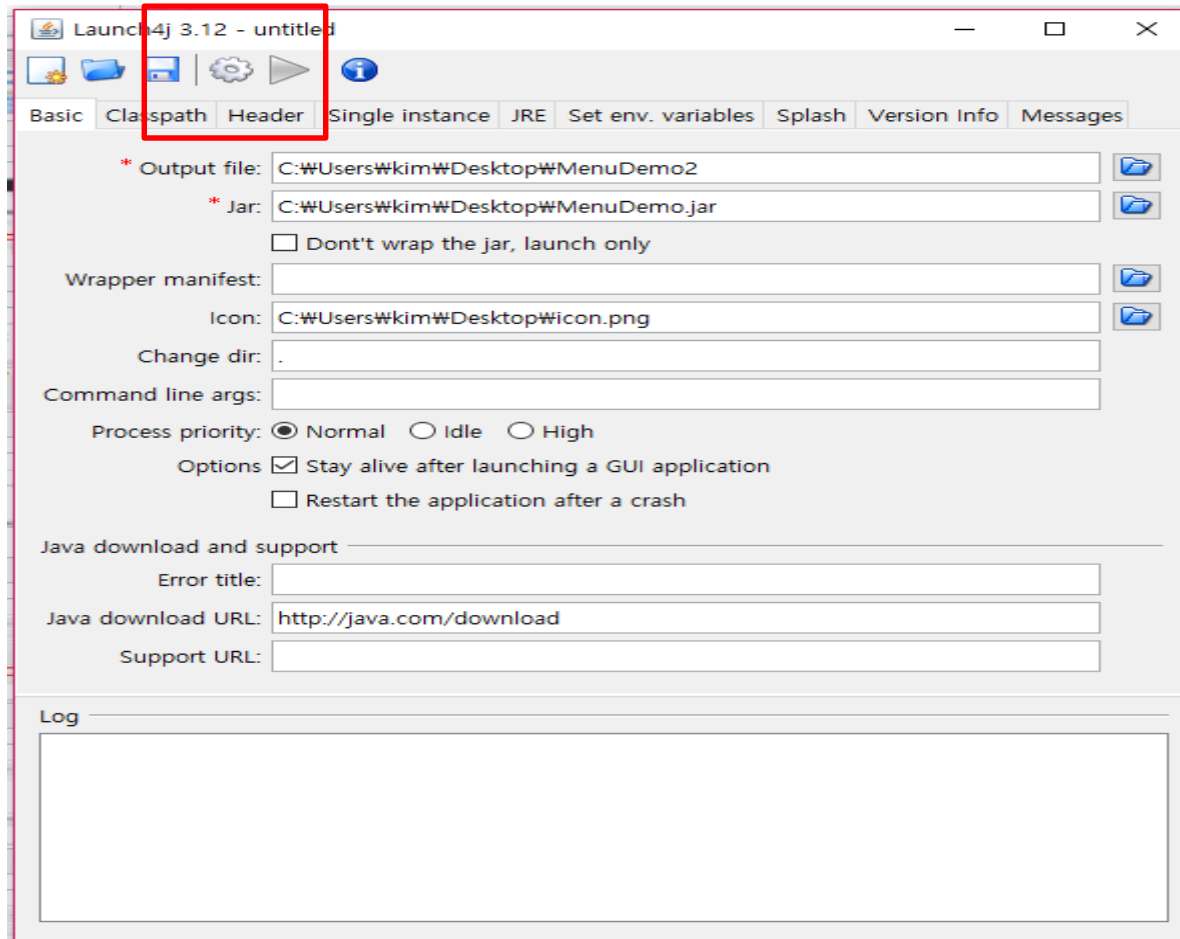 Launch4j 3.12 - untitled
Basic Classpath Header Single instance JRE Set env. variables Splash Version Info Messages
* Output file: C:₩Users₩kim₩Desktop₩MenuDemo2
* Jar: C:₩Users₩kim₩Desktop₩MenuDemo.jar
Dont't wrap the jar, launch only
Wrapper manifest:
Icon: C:₩Users₩kim₩Desktop₩icon.png
Change dir: .
Command line args:
Process priority: Normal Idle High
Options Stay alive after launching a GUI application
Restart the application after a crash
Java download and support
Error title:
Java download URL: http://java.com/download
Support URL:
Log